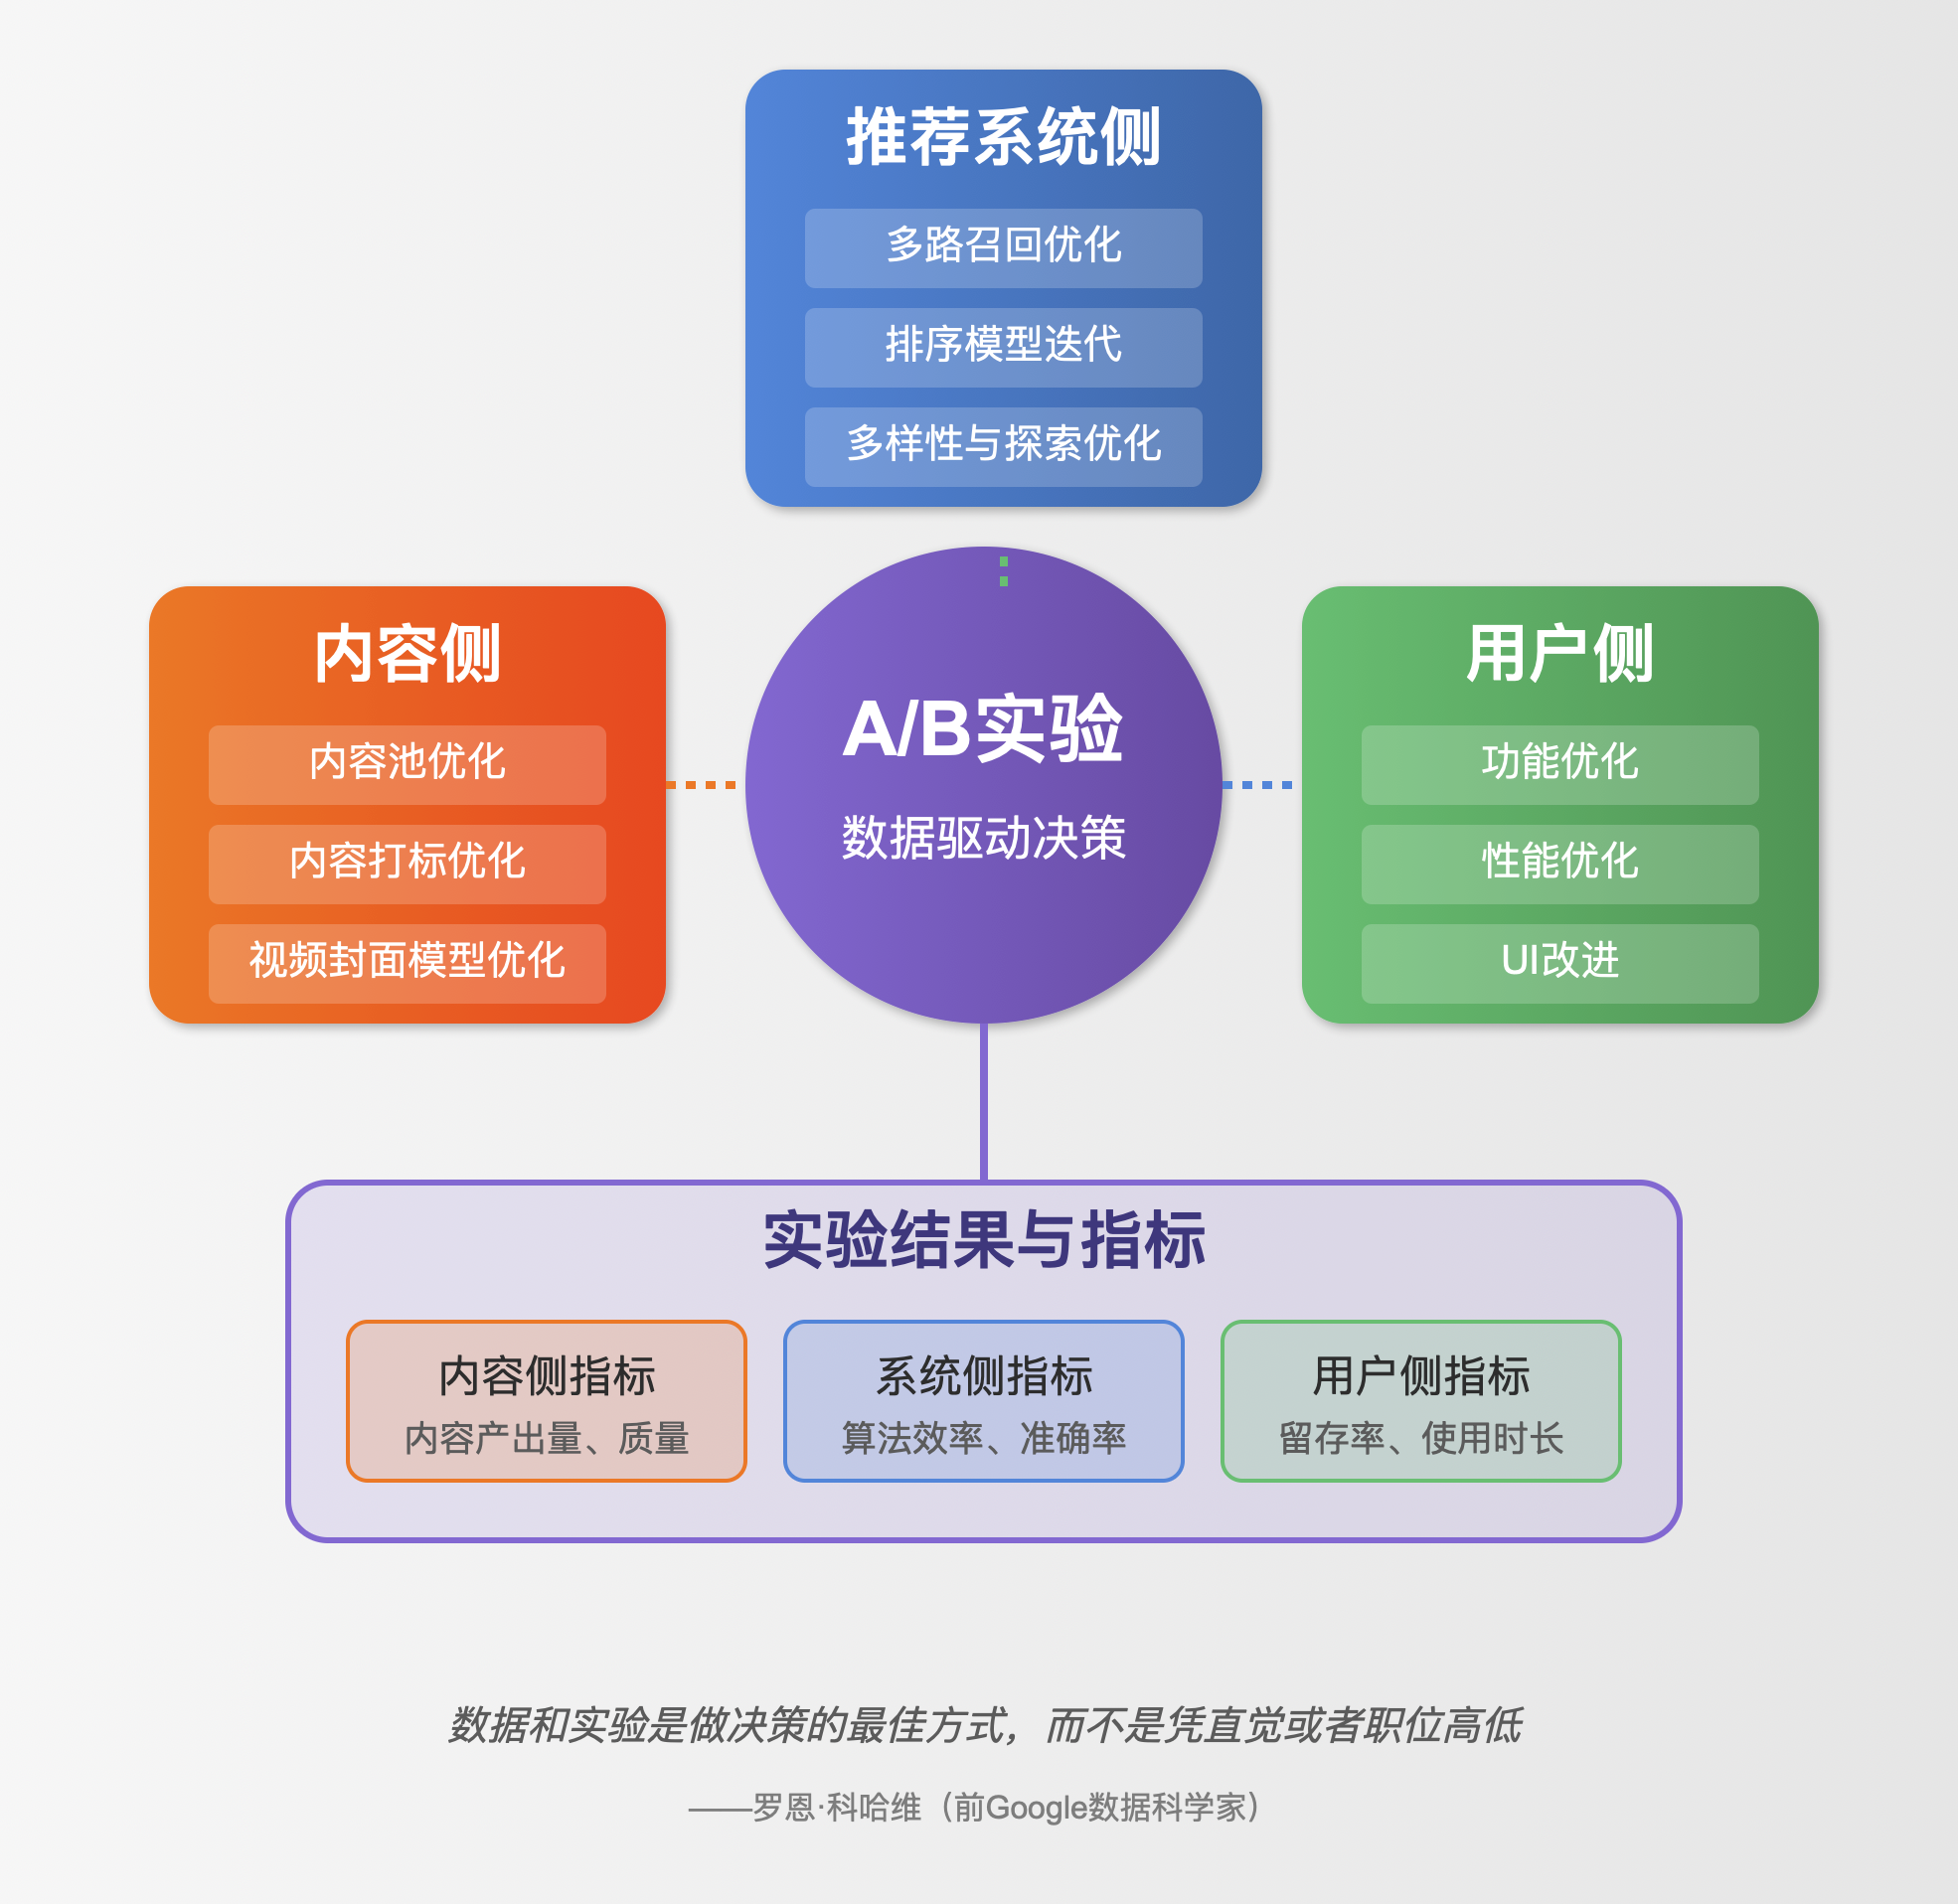 推荐系统侧
多路召回优化
排序模型迭代
多样性与探索优化
内容侧
内容池优化
内容打标优化
视频封面模型优化
A/B实验
数据驱动决策
用户侧
功能优化
性能优化
UI改进
实验结果与指标
内容侧指标
内容产出量、质量
系统侧指标
算法效率、准确率
用户侧指标
留存率、使用时长
数据和实验是做决策的最佳方式，而不是凭直觉或者职位高低
——罗恩·科哈维（前Google数据科学家）